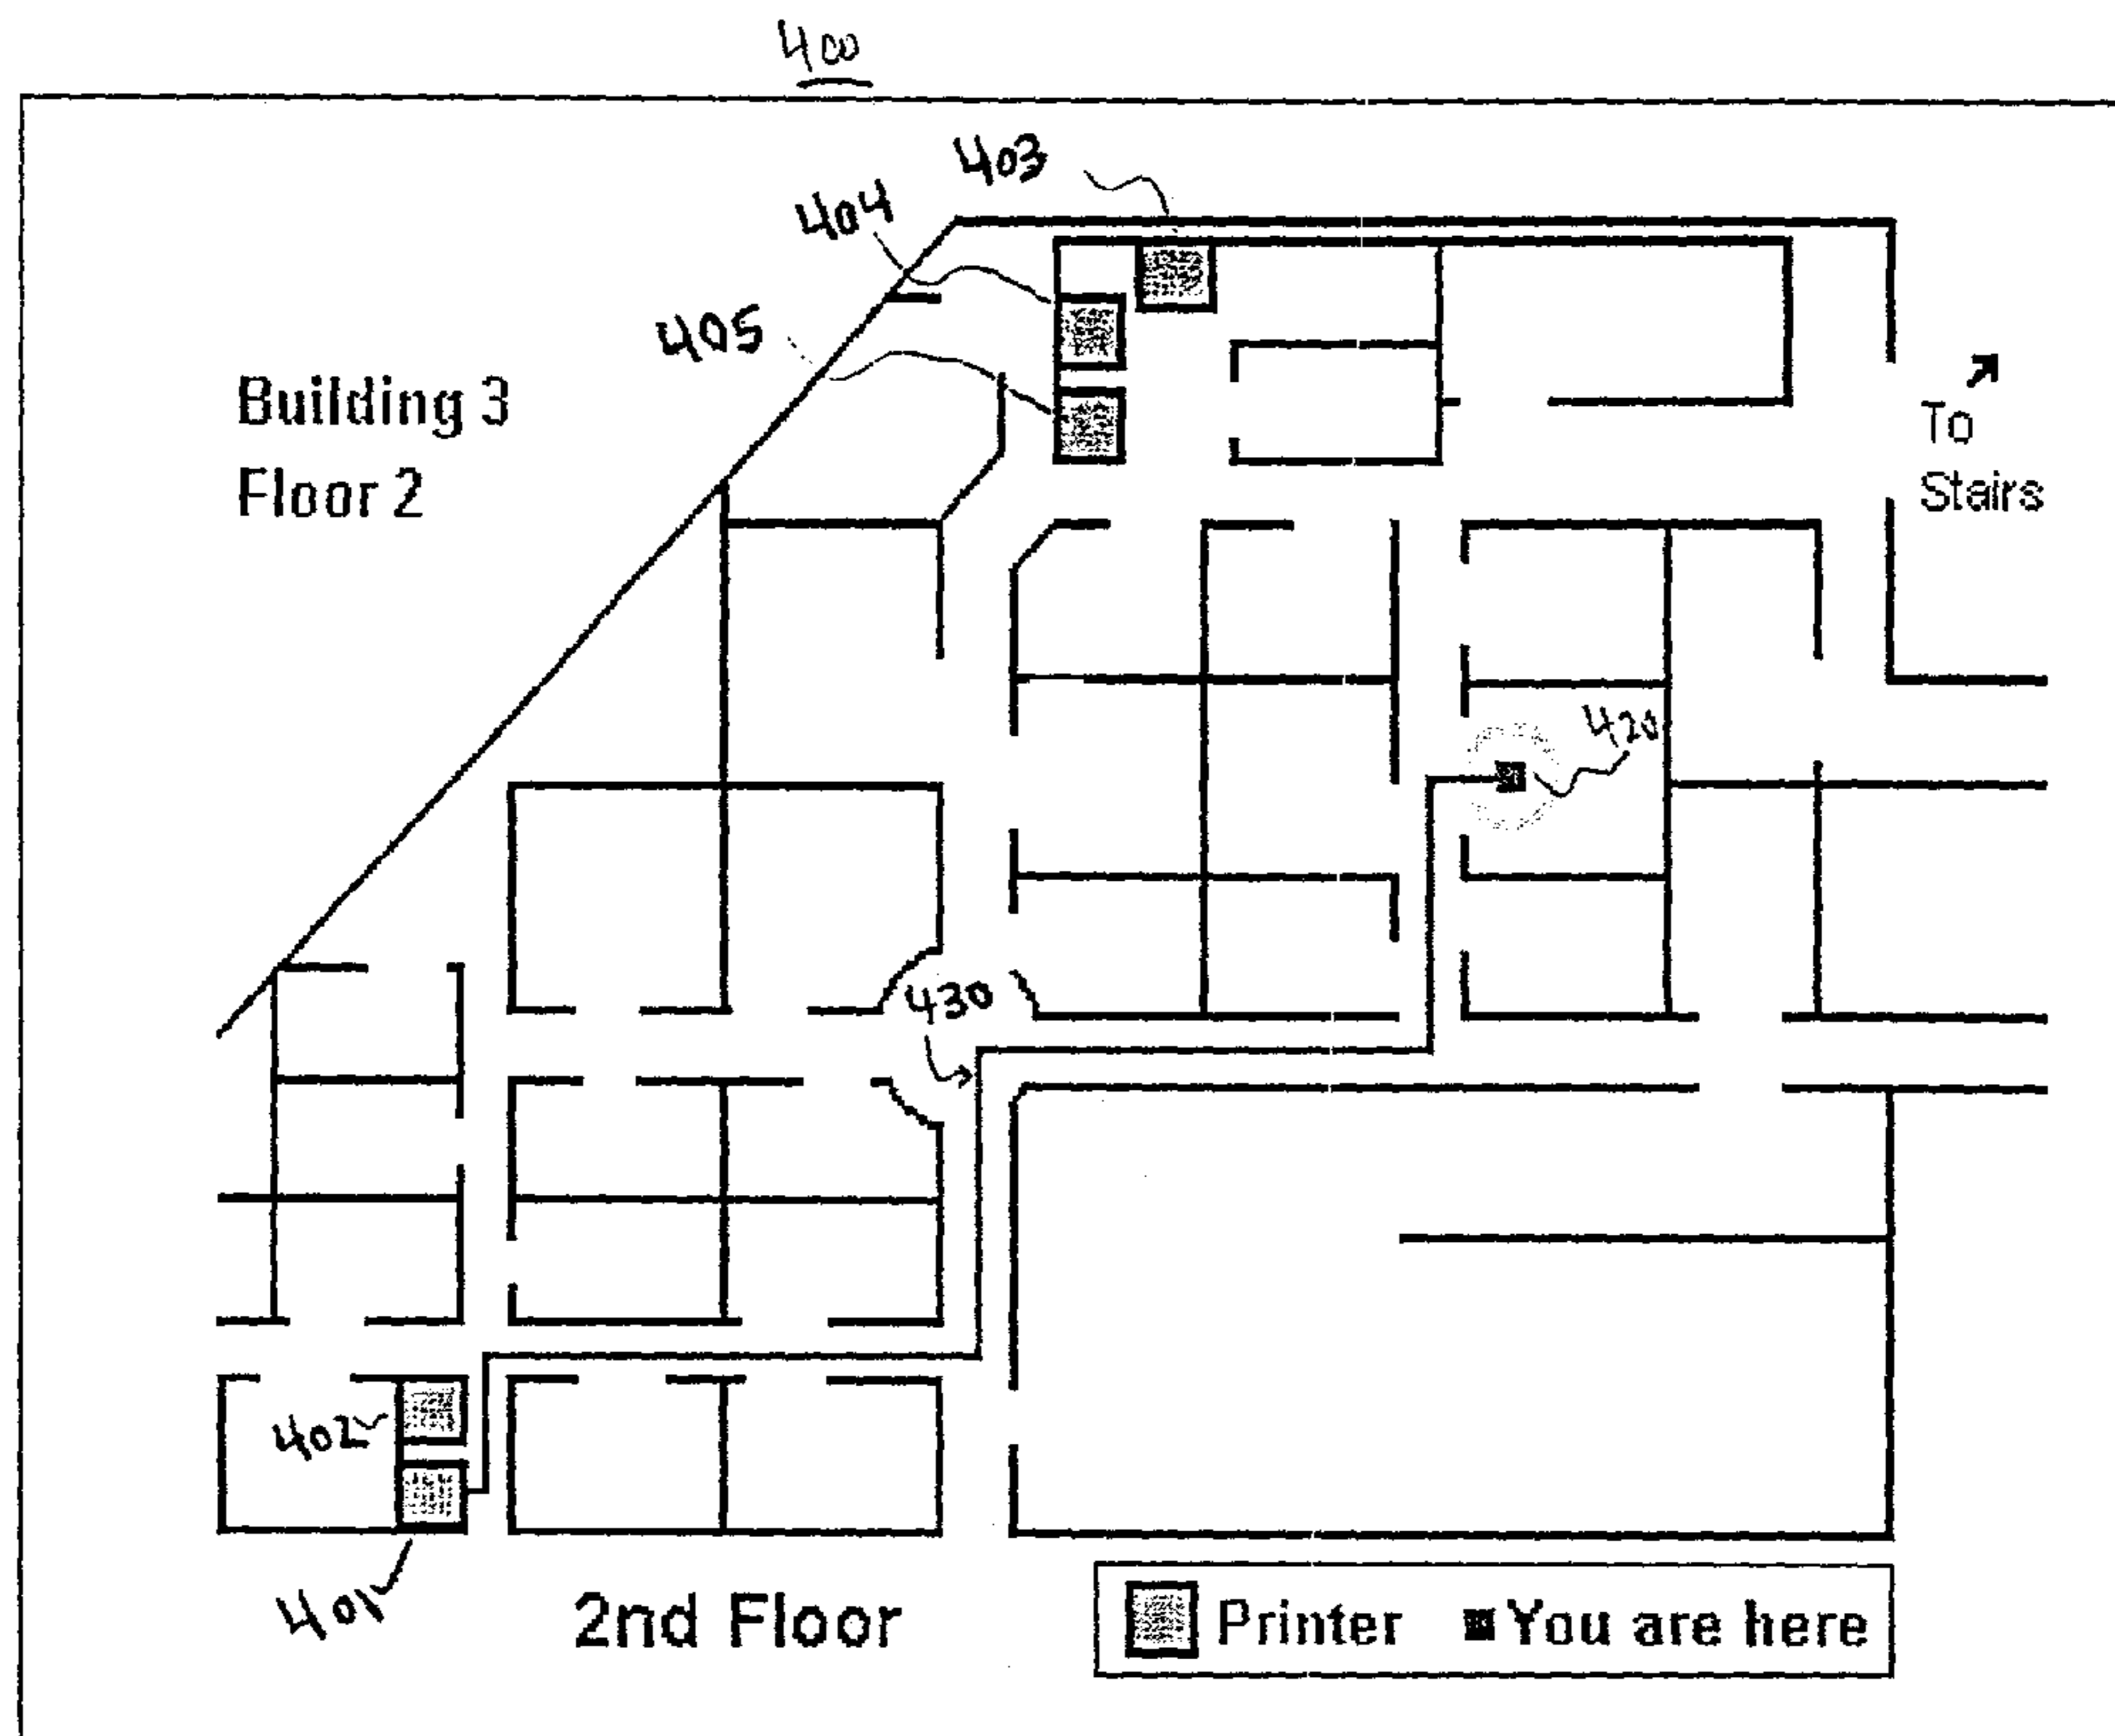 400
403
404
405
Building 3
Floor 2
To
Stairs
420
430
402
401
2nd Floor
Printer
You are here